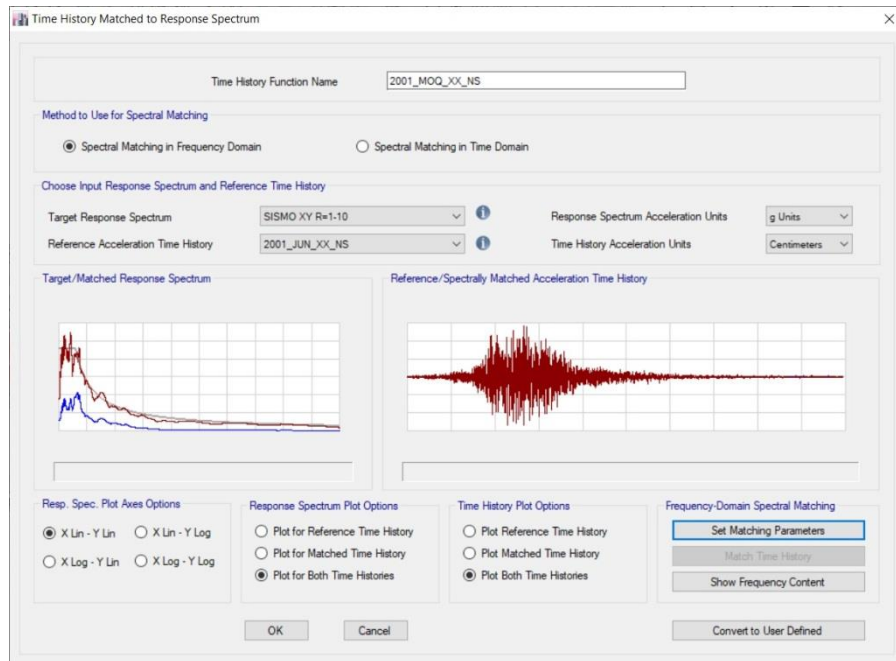 Time History Matched to Response Spectrum
Time History Function Name 2001_MOQ_XX_NS
Method to Use for Spectral Matching
Spectral Matching in Frequency Domain Spectral Matching in Time Domain
Choose Input Response Spectrum and Reference Time History
Target Response Spectrum SISMO XY R=1-10 Response Spectrum Acceleration Units g Units
Reference Acceleration Time History 2001_JUN_XX_NS Time History Acceleration Units Centimeters
Target/Matched Response Spectrum Reference/Spectrally Matched Acceleration Time History
Resp. Spec. Plot Axes Options Response Spectrum Plot Options Time History Plot Options Frequency-Domain Spectral Matching
X Lin - Y Lin X Lin - Y Log Plot for Reference Time History Plot Reference Time History Set Matching Parameters
X Log - Y Lin X Log - Y Log Plot for Matched Time History Plot Matched Time History Match Time History
Plot for Both Time Histories Plot Both Time Histories Show Frequency Content
OK Cancel Convert to User Defined